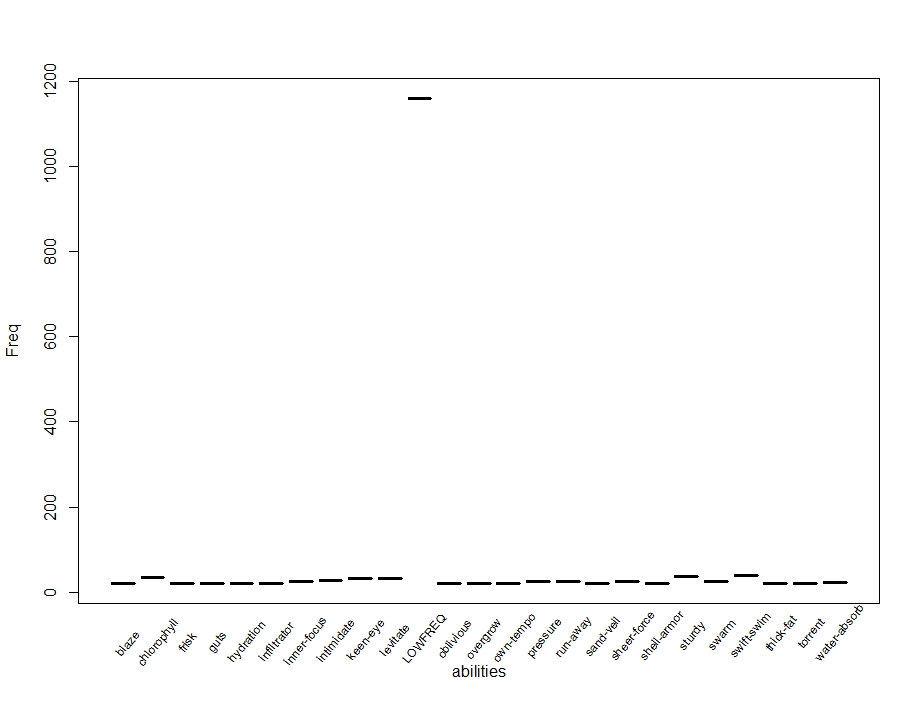 1200
1000
800
600
400
200
0
Freq
blaze
chlorophyll
frisk
guts
hydration
infiltrator
inner-focus
intimidate
keen-eye
levitate
LOWFREQ
oblivious
overgrow
own-tempo
pressure
run-away
sand-veil
sheer-force
shell-armor
sturdy
swarm
swift-swim
thick-fat
torrent
water-absorb
abilities